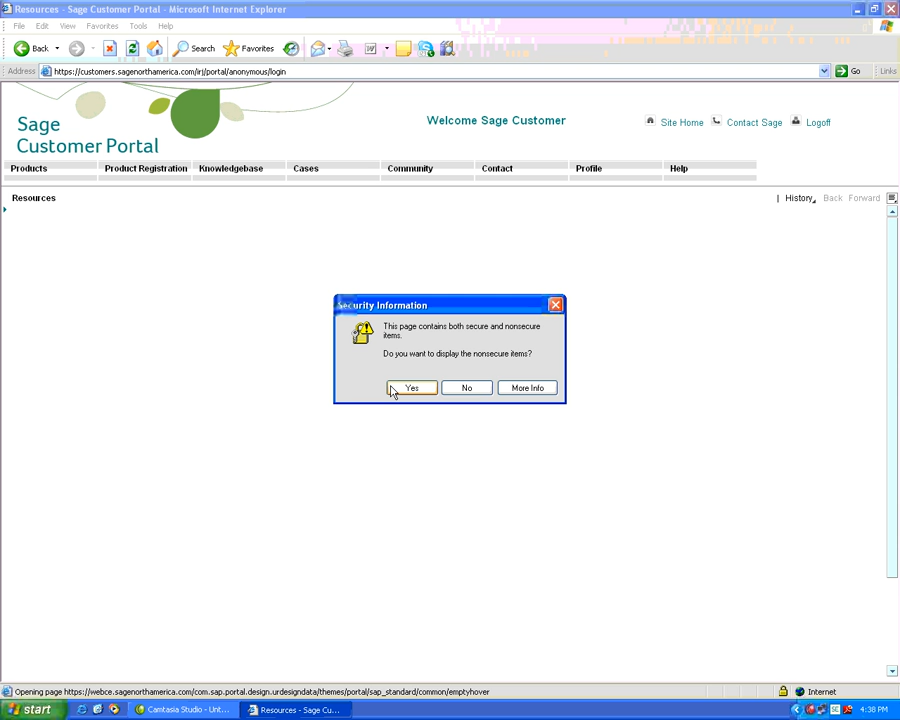 Resources - Sage Customer Portal - Microsoft Internet Explorer
File Edit View Favorites Tools Help
Back Search Favorites
Address https://customers.sagenorthamerica.com/irj/portal/anonymous/login Go Links
Sage
Customer Portal
Welcome Sage Customer
Site Home Contact Sage Logoff
Products Product Registration Knowledgebase Cases Community Contact Profile Help
Resources | History Back Forward
Security Information
This page contains both secure and nonsecure
items.
Do you want to display the nonsecure items?
Yes No More Info
Opening page https://webce.sagenorthamerica.com/com.sap.portal.design.urdesigndata/themes/portal/sap_standard/common/emptyhover Internet
start Camtasia Studio - Unt... Resources - Sage Cu... SE 4:38 PM